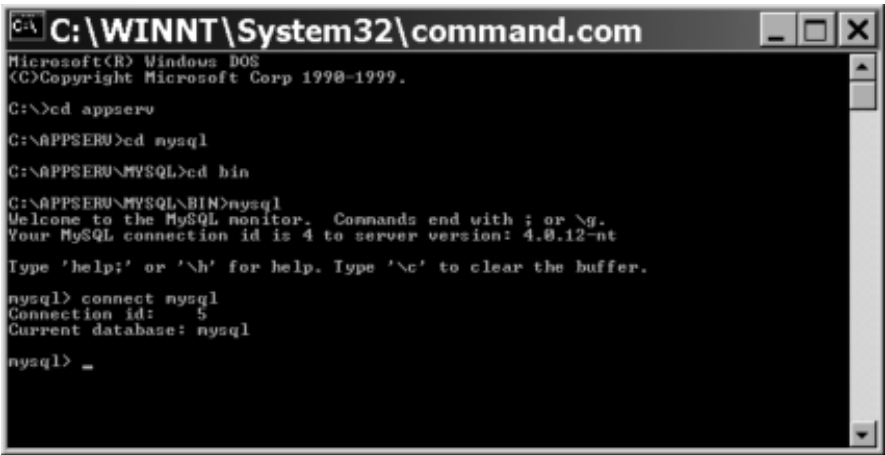 C:\WINNT\System32\command.com
Microsoft(R) Windows DOS
(C)Copyright Microsoft Corp 1990-1999.
C:\>cd appserv
C:\APPSERV>cd mysql
C:\APPSERV\MYSQL>cd bin
C:\APPSERV\MYSQL\BIN>mysql
Welcome to the MySQL monitor.  Commands end with ; or \g.
Your MySQL connection id is 4 to server version: 4.0.12-nt
Type 'help;' or '\h' for help. Type '\c' to clear the buffer.
mysql> connect mysql
Connection id:    5
Current database: mysql
mysql> _